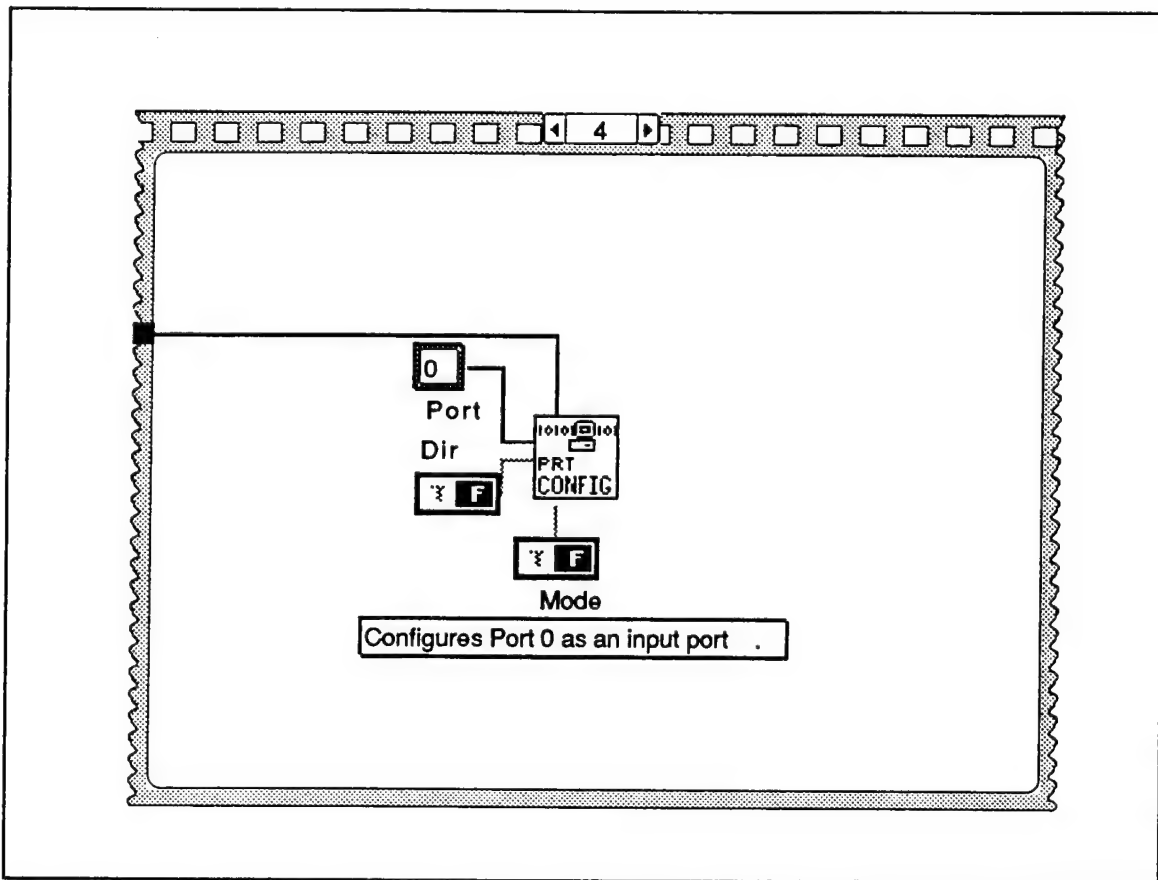 4
0
Port
Dir
F
PRT
CONFIG
F
Mode
Configures Port 0 as an input port .